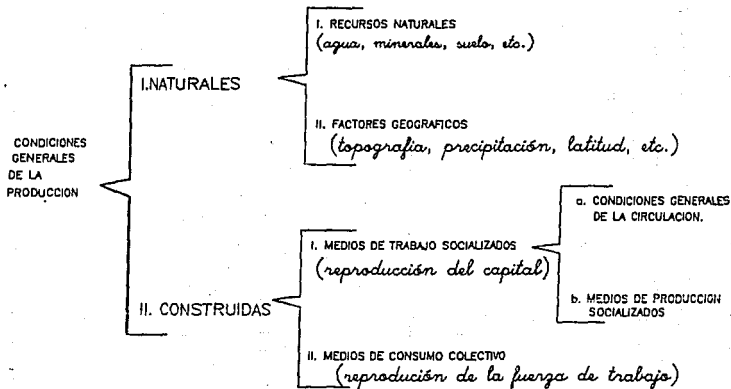 CONDICIONES
GENERALES
DE LA
PRODUCCION
I.NATURALES
I. RECURSOS NATURALES
(agua, minerales, suelo, etc.)
II. FACTORES GEOGRAFICOS
(topografia, precipitación, latitud, etc.)
II. CONSTRUIDAS
I. MEDIOS DE TRABAJO SOCIALIZADOS
(reproducción del capital)
a. CONDICIONES GENERALES
DE LA CIRCULACION.
b. MEDIOS DE PRODUCCION
SOCIALIZADOS
II. MEDIOS DE CONSUMO COLECTIVO
(reprodución de la fuerza de trabajo)